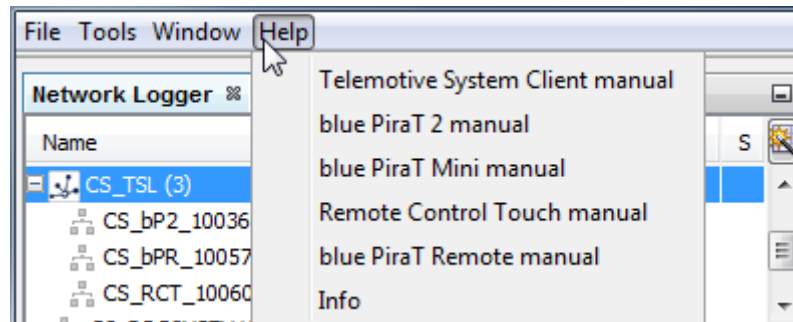 File Tools Window Help
Telemotive System Client manual
blue PiraT 2 manual
blue PiraT Mini manual
Remote Control Touch manual
blue PiraT Remote manual
Info
Network Logger
Name
S
CS_TSL (3)
CS_bP2_10036
CS_bPR_10057
CS_RCT_10060